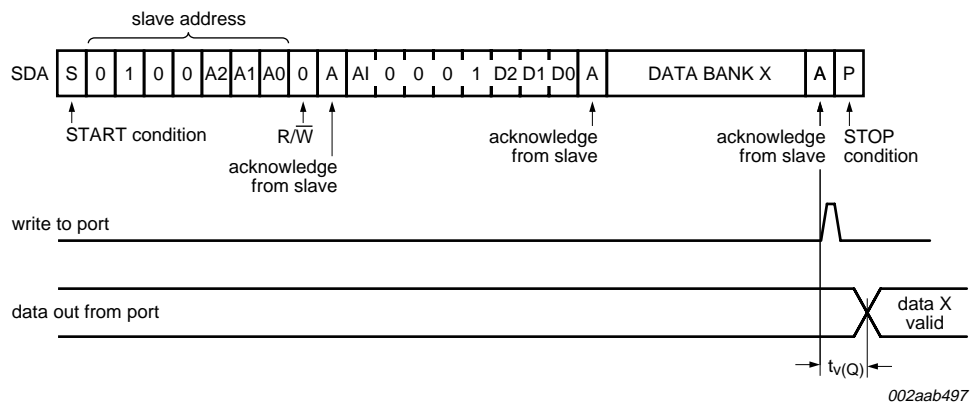 slave address
SDA S 0 1 0 0 A2 A1 A0 0 A AI 0 0 0 1 D2 D1 D0 A DATA BANK X A P
START condition
R/W̅
acknowledge
from slave
acknowledge
from slave
acknowledge
from slave
STOP
condition
write to port
data out from port
data X
valid
tv(Q)
002aab497